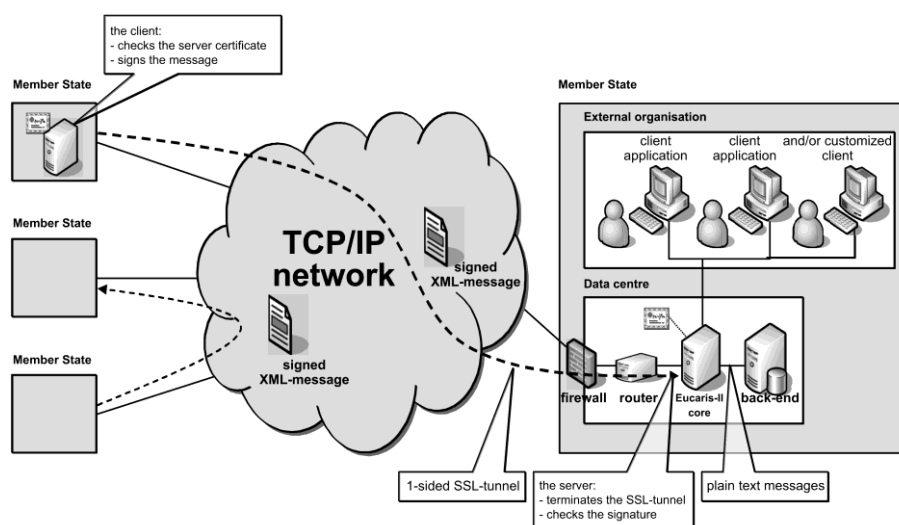 the client:
- checks the server certificate
- signs the message
Member State
Member State
External organisation
client
application
client
application
and/or customized
client
Member State
TCP/IP
network
signed
XML-message
signed
XML-message
Data centre
Member State
firewall
router
Eucaris-II
core
back-end
1-sided SSL-tunnel
the server:
- terminates the SSL-tunnel
- checks the signature
plain text messages